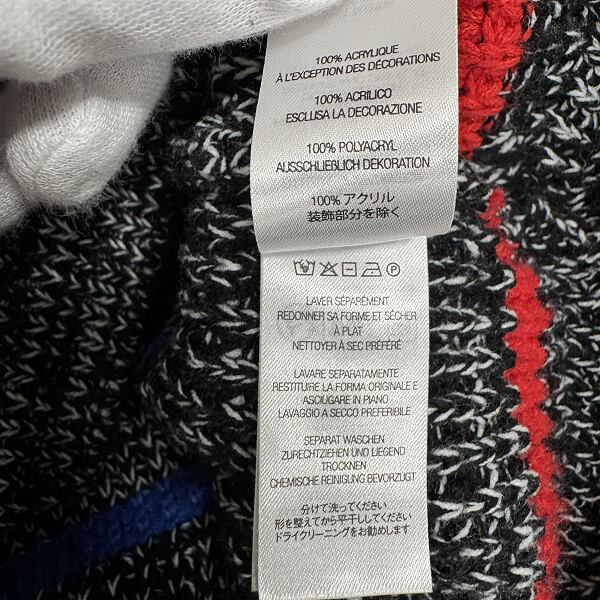 100% ACRYLIQUE
À L'EXCEPTION DES DÉCORATIONS
100% ACRILICO
ESCLUSA LA DECORAZIONE
100% POLYACRYL
AUSSCHLIEẞLICH DEKORATION
100% アクリル
装飾部分を除く
LAVER SÉPARÉMENT
REDONNER SA FORME ET SÉCHER
À PLAT
NETTOYER À SEC PRÉFÉRÉ
LAVARE SEPARATAMENTE
RESTITUIRE LA FORMA ORIGINALE E
ASCIUGARE IN PIANO
LAVAGGIO A SECCO PREFERIBILE
SEPARAT WASCHEN
ZURECHTZIEHEN UND LIEGEND
TROCKNEN
CHEMISCHE REINIGUNG BEVORZUGT
分けて洗ってください
形を整えてから平干ししてください
ドライクリーニングをお勧めします